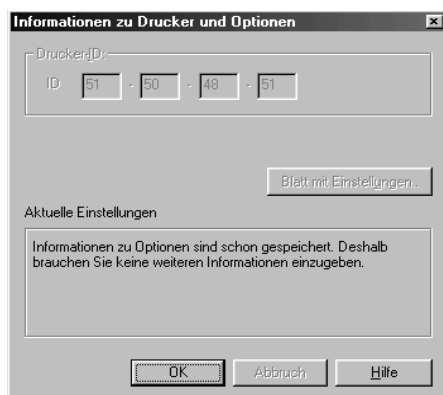 Informationen zu Drucker und Optionen
Drucker-ID:
ID 51 - 50 - 48 - 51
Blatt mit Einstellungen..
Aktuelle Einstellungen
Informationen zu Optionen sind schon gespeichert. Deshalb
brauchen Sie keine weiteren Informationen einzugeben.
OK Abbruch Hilfe